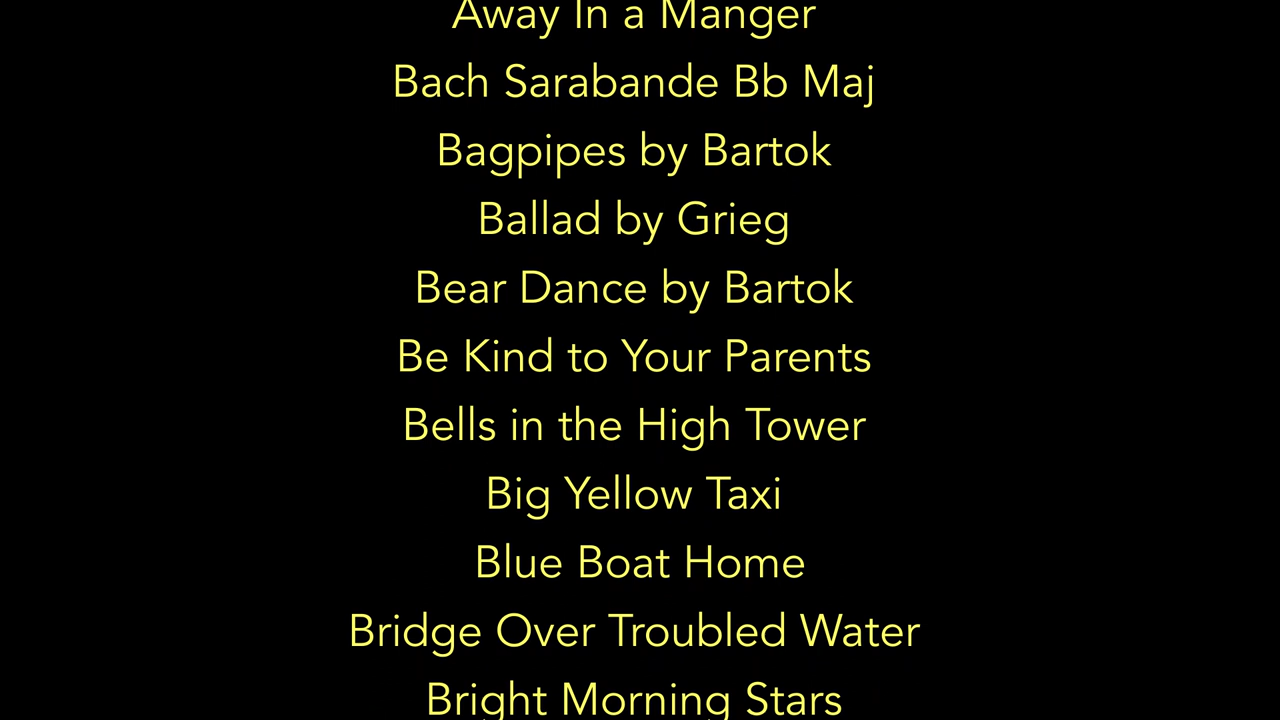 Away In a Manger
Bach Sarabande Bb Maj
Bagpipes by Bartok
Ballad by Grieg
Bear Dance by Bartok
Be Kind to Your Parents
Bells in the High Tower
Big Yellow Taxi
Blue Boat Home
Bridge Over Troubled Water
Bright Morning Stars